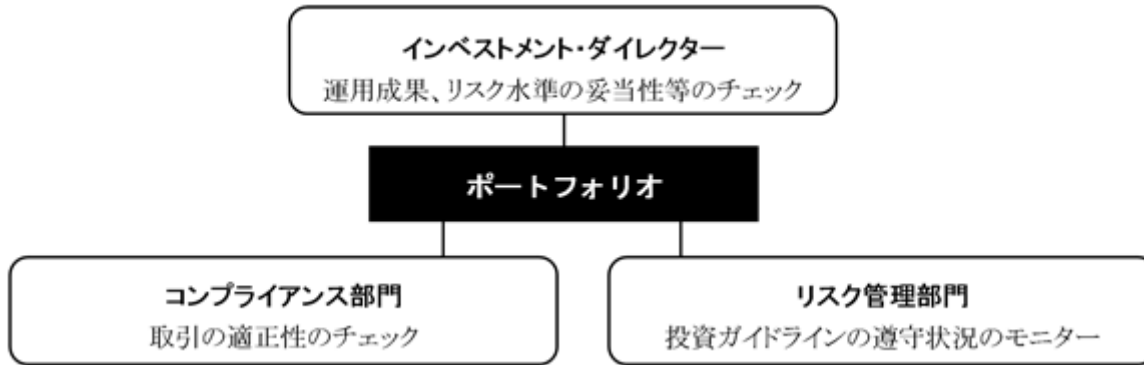 インベストメント・ダイレクター
運用成果、リスク水準の妥当性等のチェック
ポートフォリオ
コンプライアンス部門
取引の適正性のチェック
リスク管理部門
投資ガイドラインの遵守状況のモニター